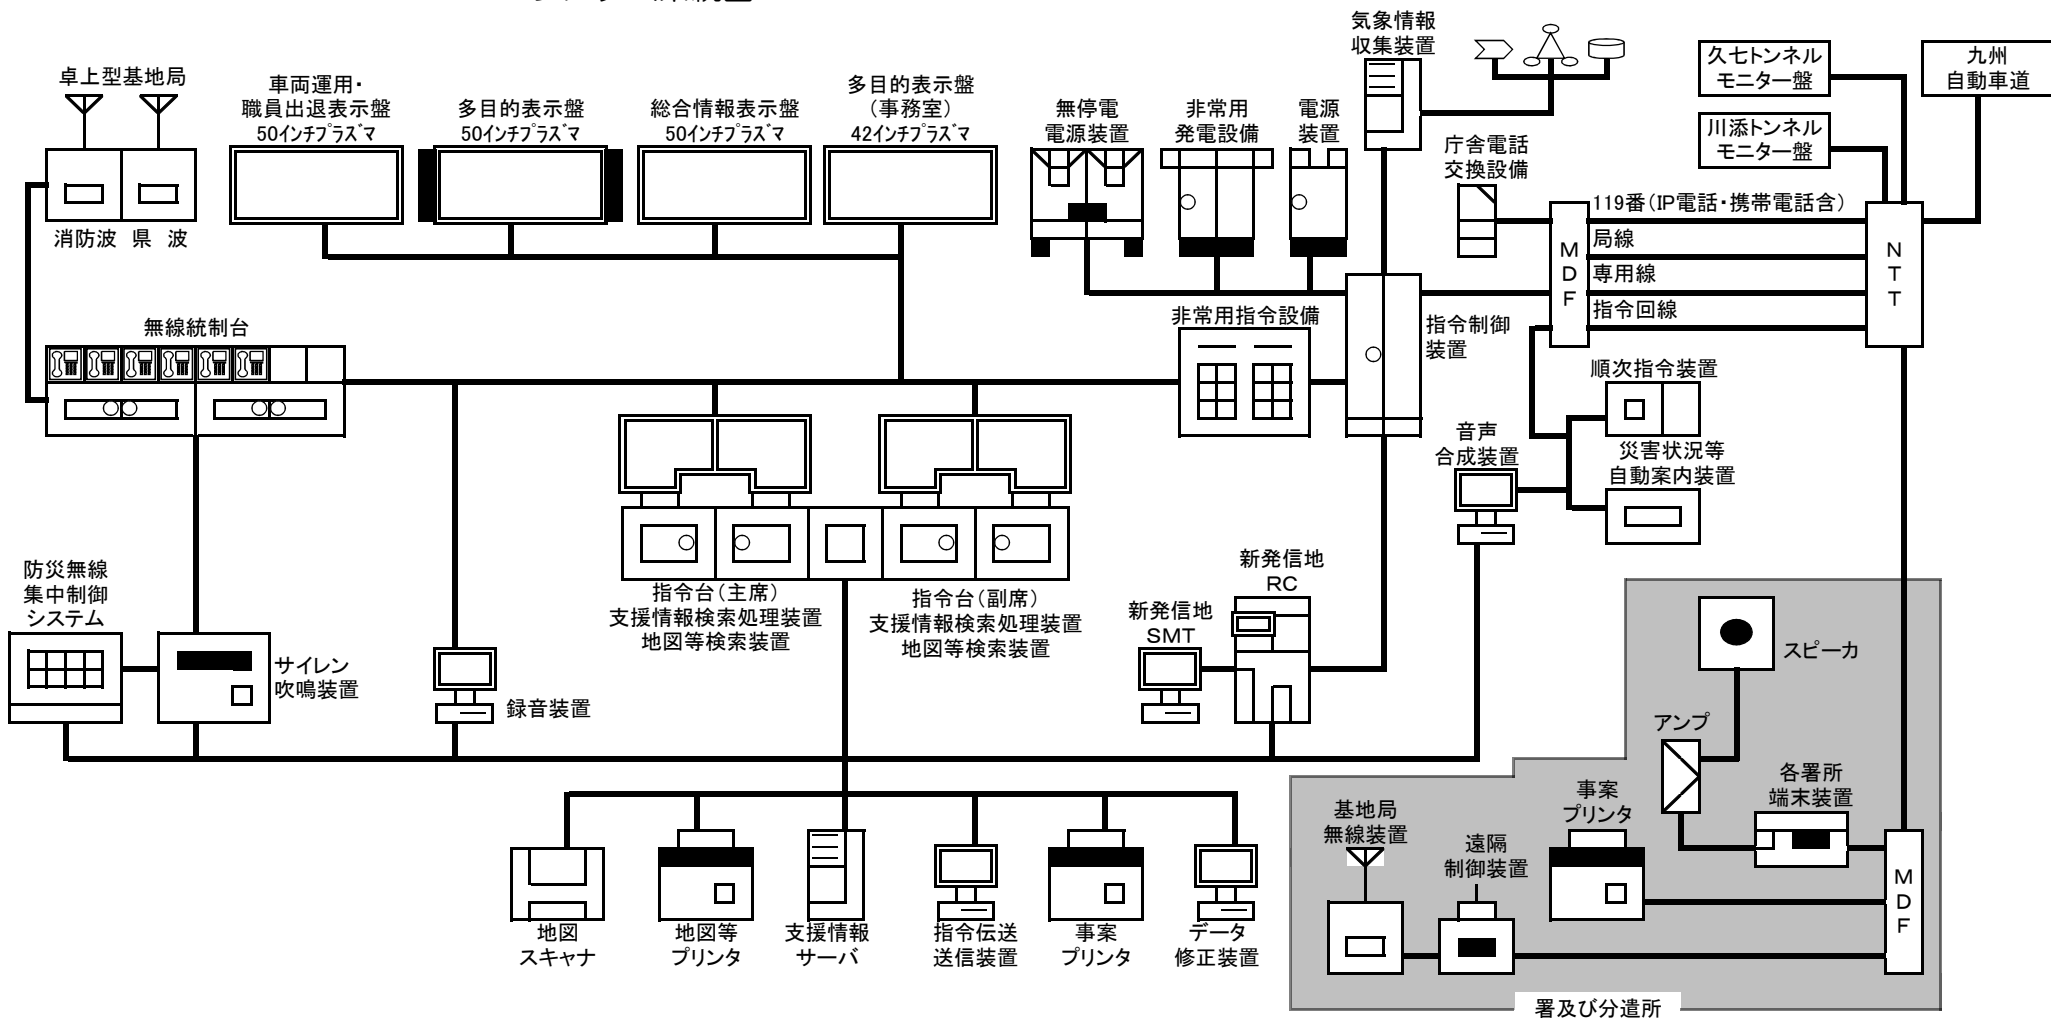 卓上型基地局
消防波
県 波
車両運用・
職員出退表示盤
50インチプラズマ
多目的表示盤
50インチプラズマ
総合情報表示盤
50インチプラズマ
多目的表示盤
(事務室)
42インチプラズマ
無停電
電源装置
非常用
発電設備
電源
装置
気象情報
収集装置
庁舎電話
交換設備
久七トンネル
モニター盤
川添トンネル
モニター盤
九州
自動車道
MDF
119番(IP電話・携帯電話含)
局線
専用線
指令回線
NTT
無線統制台
非常用指令設備
指令制御
装置
順次指令装置
災害状況等
自動案内装置
音声
合成装置
防災無線
集中制御
システム
サイレン
吹鳴装置
録音装置
指令台(主席)
支援情報検索処理装置
地図等検索装置
指令台(副席)
支援情報検索処理装置
地図等検索装置
新発信地
SMT
新発信地
RC
地図
スキャナ
地図等
プリンタ
支援情報
サーバ
指令伝送
送信装置
事案
プリンタ
データ
修正装置
スピーカ
アンプ
各署所
端末装置
事案
プリンタ
基地局
無線装置
遠隔
制御装置
MDF
署及び分遣所